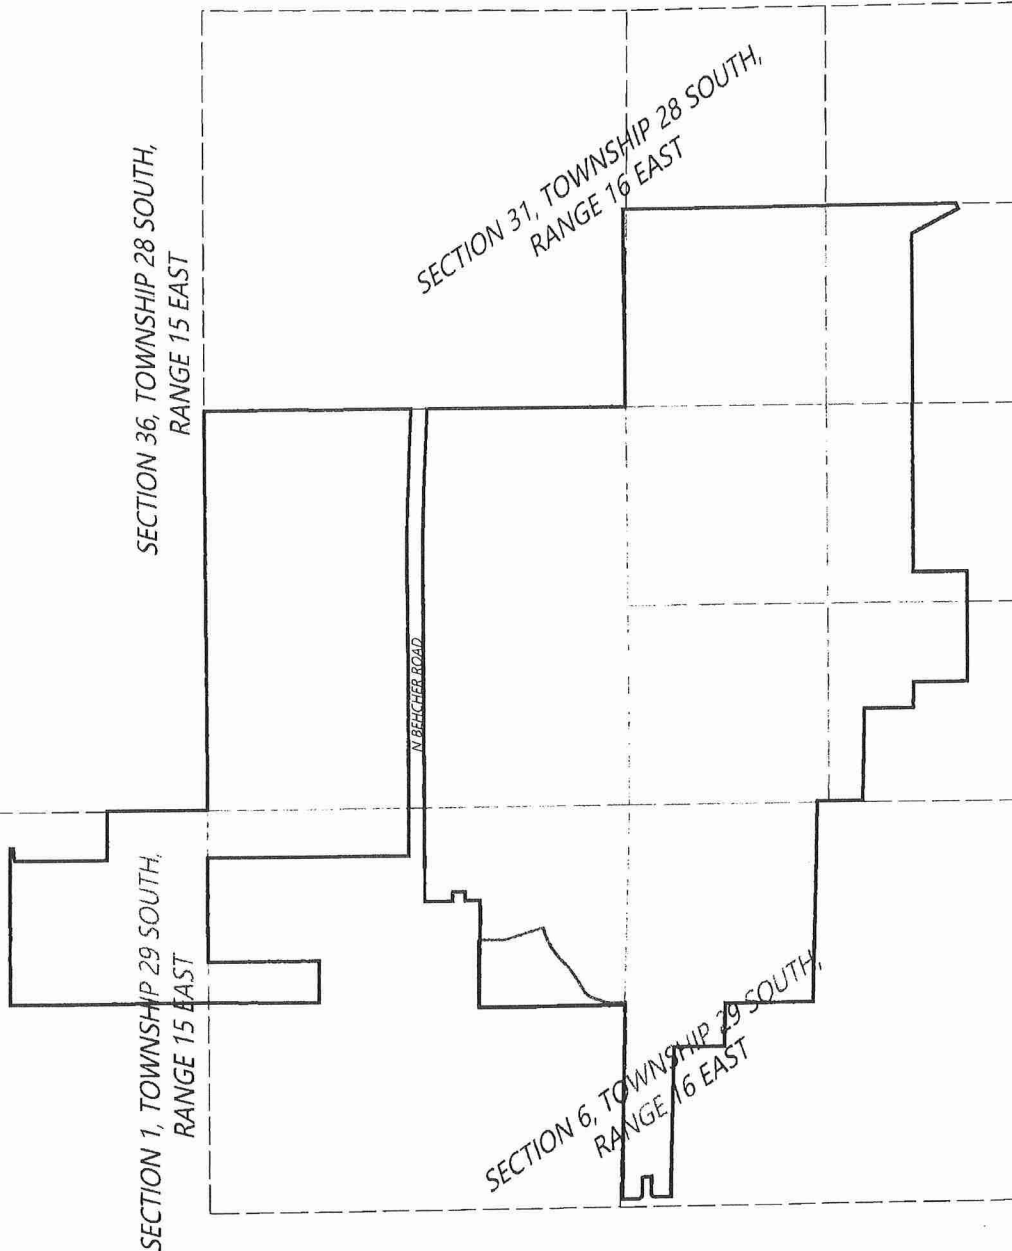 SECTION 31, TOWNSHIP 28 SOUTH,
RANGE 16 EAST
SECTION 36, TOWNSHIP 28 SOUTH,
RANGE 15 EAST
N BEHCHER ROAD
SECTION 1, TOWNSHIP 29 SOUTH,
RANGE 15 EAST
SECTION 6, TOWNSHIP 29 SOUTH,
RANGE 16 EAST